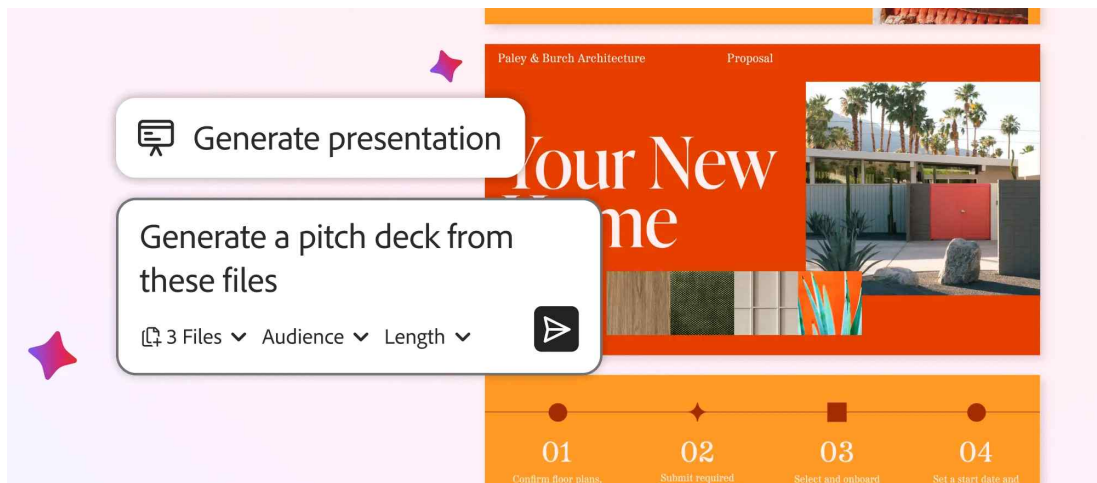 Paley & Burch Architecture
Proposal
Generate presentation
Your New
Home
Generate a pitch deck from
these files
3 Files
Audience
Length
01
02
03
04
Confirm floor plans,
Submit required
Select and onboard
Set a start date and